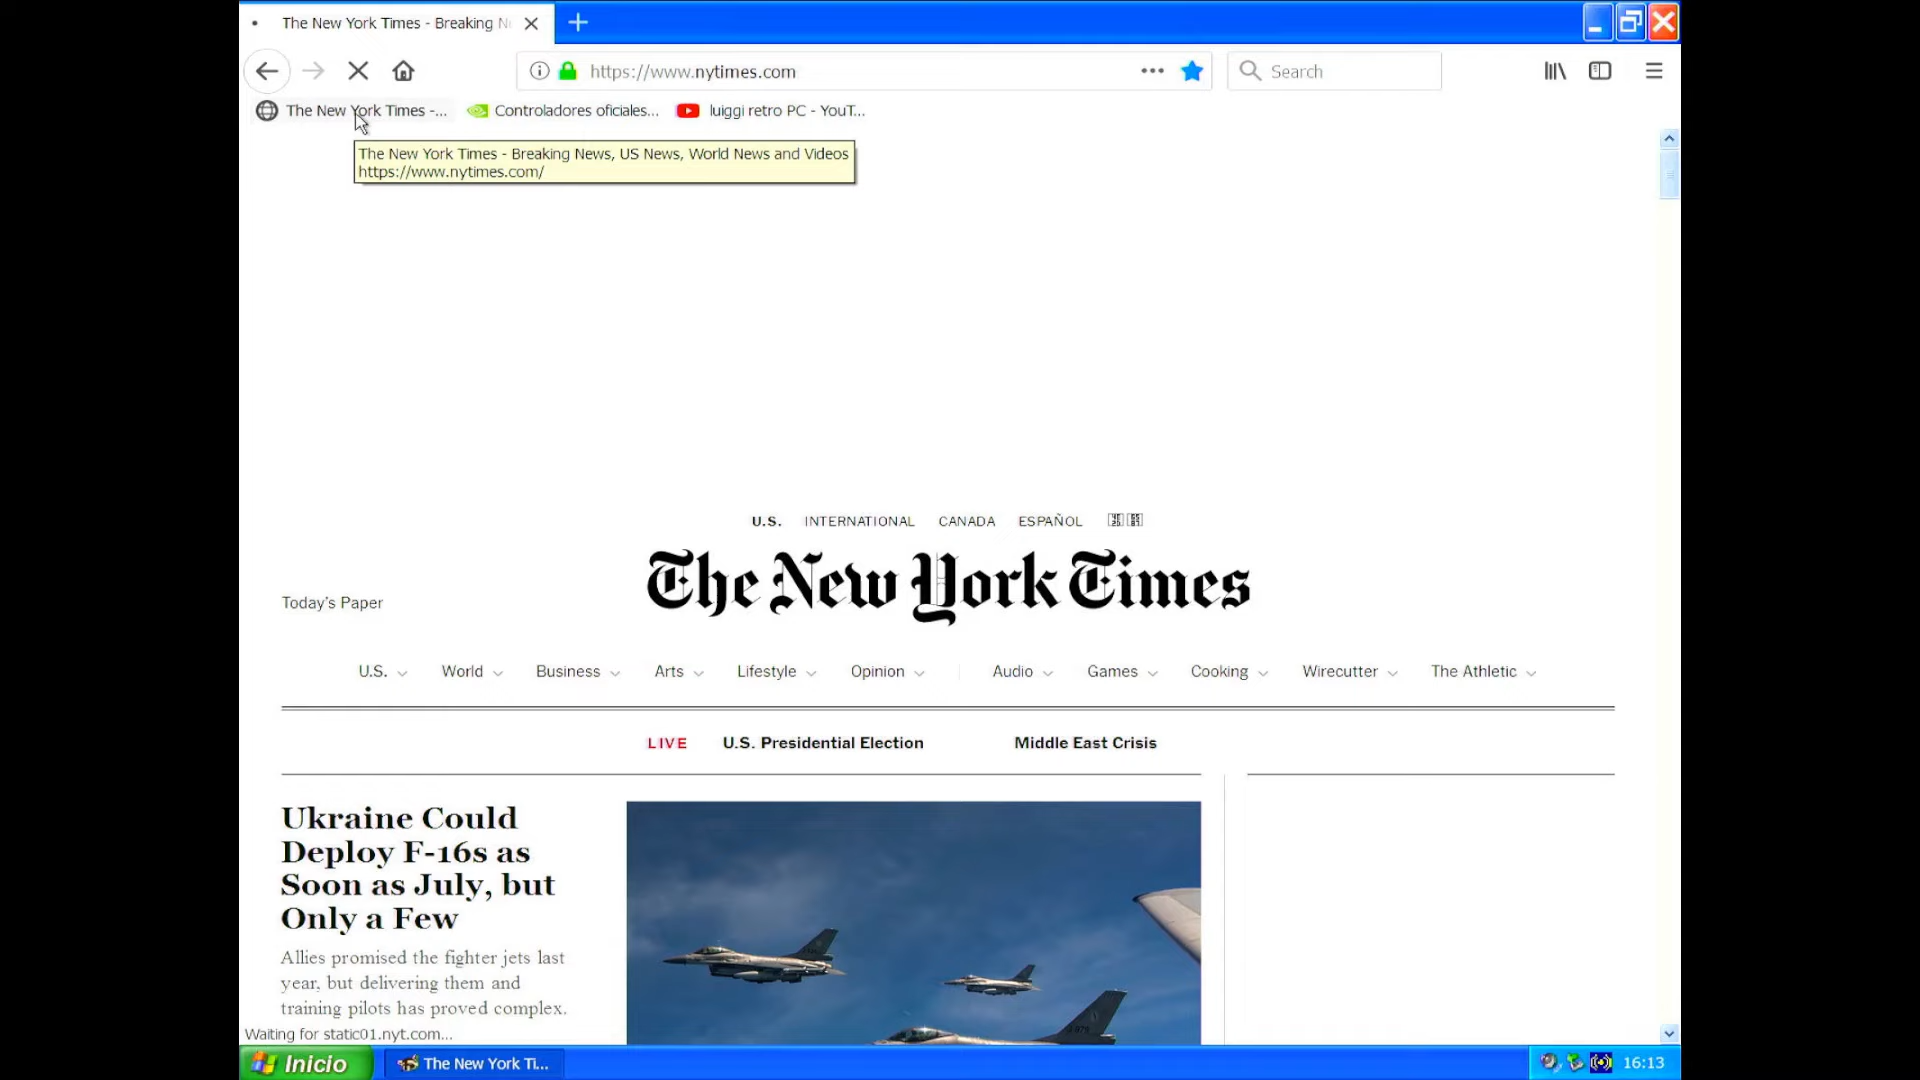 The New York Times - Breaking N
https://www.nytimes.com
Search
The New York Times -...
Controladores oficiales...
luiggi retro PC - YouT...
The New York Times - Breaking News, US News, World News and Videos
https://www.nytimes.com/
U.S. INTERNATIONAL CANADA ESPAÑOL
The New York Times
Today's Paper
U.S. World Business Arts Lifestyle Opinion Audio Games Cooking Wirecutter The Athletic
LIVE U.S. Presidential Election Middle East Crisis
Ukraine Could
Deploy F-16s as
Soon as July, but
Only a Few
Allies promised the fighter jets last
year, but delivering them and
training pilots has proved complex.
Waiting for static01.nyt.com...
Inicio
The New York Ti...
16:13